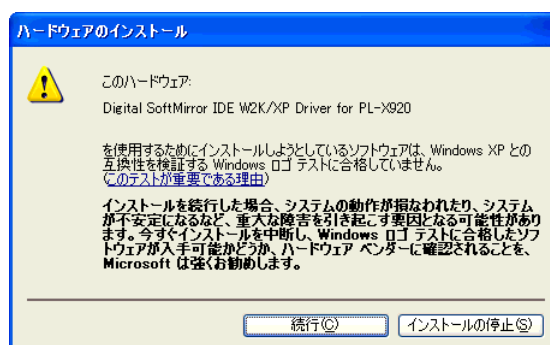 ハードウェアのインストール
このハードウェア:
Digital SoftMirror IDE W2K/XP Driver for PL-X920
を使用するためにインストールしようとしているソフトウェアは、Windows XP との
互換性を検証する Windows ロゴ テストに合格していません。
(このテストが重要である理由)
インストールを続行した場合、システムの動作が損なわれたり、システム
が不安定になるなど、重大な障害を引き起こす要因となる可能性があり
ます。今すぐインストールを中断し、Windows ロゴ テストに合格したソフ
トウェアが入手可能かどうか、ハードウェア ベンダーに確認されることを、
Microsoft は強くお勧めします。
続行(C)
インストールの停止(S)